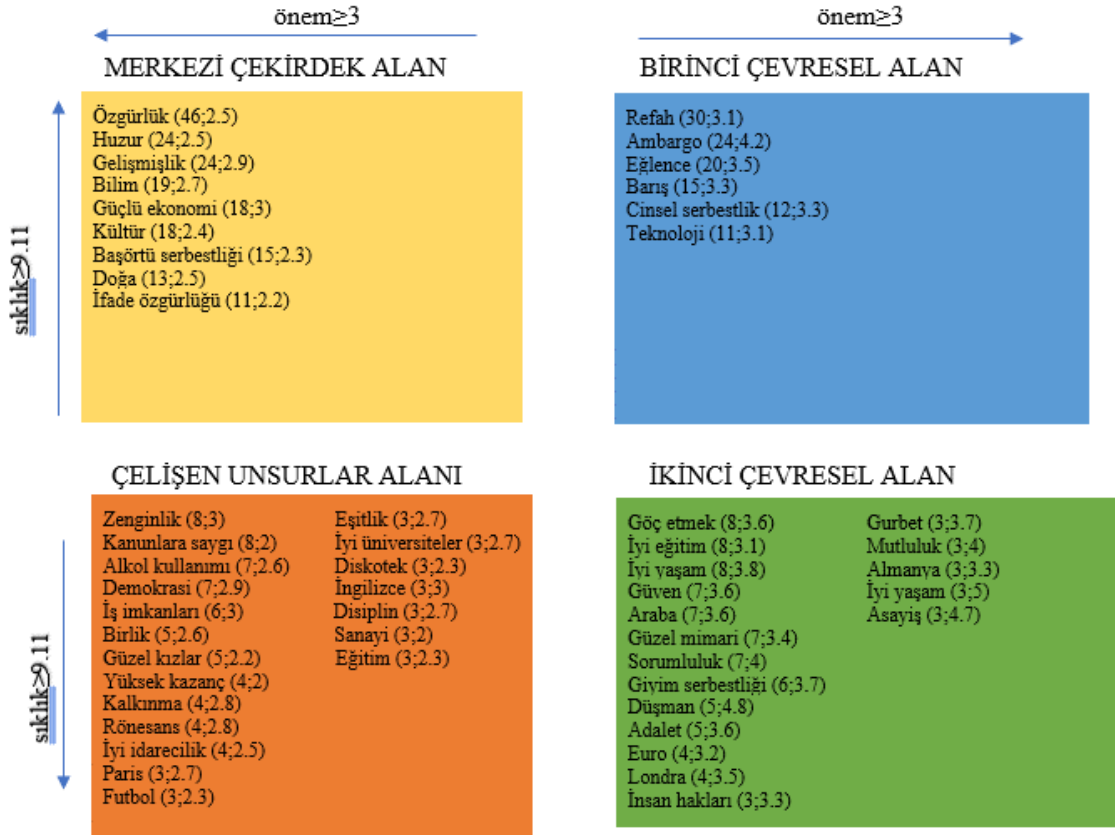 önem≥3
önem≥3
MERKEZİ ÇEKİRDEK ALAN
sıklık≥9.11
Özgürlük (46;2.5)
Huzur (24;2.5)
Gelişmişlik (24;2.9)
Bilim (19;2.7)
Güçlü ekonomi (18;3)
Kültür (18;2.4)
Başörtü serbestliği (15;2.3)
Doğa (13;2.5)
İfade özgürlüğü (11;2.2)
BİRİNCİ ÇEVRESEL ALAN
Refah (30;3.1)
Ambargo (24;4.2)
Eğlence (20;3.5)
Barış (15;3.3)
Cinsel serbestlik (12;3.3)
Teknoloji (11;3.1)
ÇELİŞEN UNSURLAR ALANI
sıklık≥9.11
Zenginlik (8;3)
Kanunlara saygı (8;2)
Alkol kullanımı (7;2.6)
Demokrasi (7;2.9)
İş imkanları (6;3)
Birlik (5;2.6)
Güzel kızlar (5;2.2)
Yüksek kazanç (4;2)
Kalkınma (4;2.8)
Rönesans (4;2.8)
İyi idarecilik (4;2.5)
Paris (3;2.7)
Futbol (3;2.3)
Eşitlik (3;2.7)
İyi üniversiteler (3;2.7)
Diskotek (3;2.3)
İngilizce (3;3)
Disiplin (3;2.7)
Sanayi (3;2)
Eğitim (3;2.3)
İKİNCİ ÇEVRESEL ALAN
Göç etmek (8;3.6)
İyi eğitim (8;3.1)
İyi yaşam (8;3.8)
Güven (7;3.6)
Araba (7;3.6)
Güzel mimari (7;3.4)
Sorumluluk (7;4)
Giyim serbestliği (6;3.7)
Düşman (5;4.8)
Adalet (5;3.6)
Euro (4;3.2)
Londra (4;3.5)
İnsan hakları (3;3.3)
Gurbet (3;3.7)
Mutluluk (3;4)
Almanya (3;3.3)
İyi yaşam (3;5)
Asayiş (3;4.7)